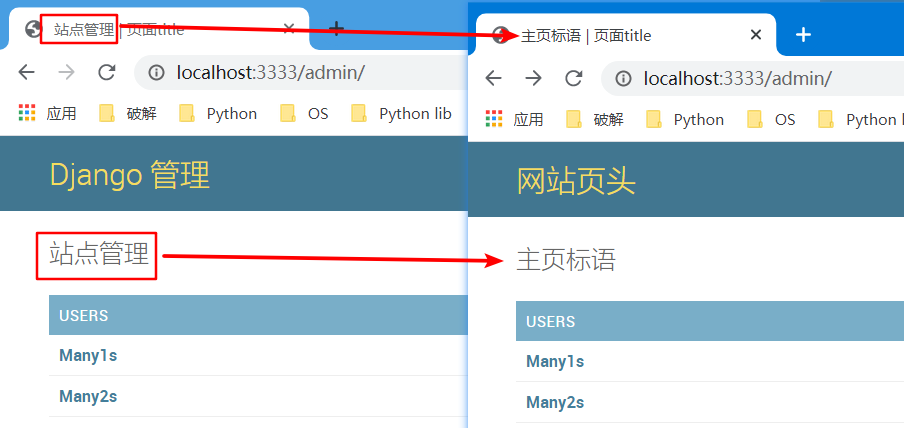 站点管理 | 页面title
localhost:3333/admin/
应用 破解 Python OS Python lib
Django 管理
站点管理
USERS
Many1s
Many2s
主页标语 | 页面title
localhost:3333/admin/
应用 破解 Python OS Python l
网站页头
主页标语
USERS
Many1s
Many2s